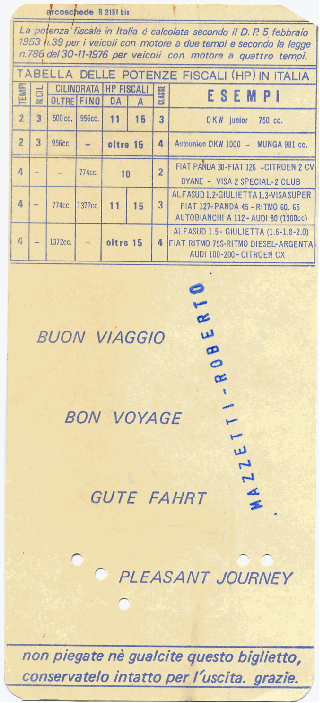 arcoschede R 2151 bis
La potenza fiscale in Italia è calcolata secondo il D. P. 5 febbraio
1953 n.39 per i veicoli con motore a due tempi e secondo la legge
n.786 del 30-11-1976 per veicoli con motore a quattro tempi.
TABELLA DELLE POTENZE FISCALI (HP) IN ITALIA
TEMPI N.CIL. CILINDRATA HP FISCALI CLASSE ESEMPI
OLTRE FINO DA A
2 3 500cc. 956cc. 11 15 3 DKW junior 750 cc.
2 3 956cc – oltre 15 4 Autounion DKW 1000 - MUNGA 981 cc.
4 – – 774cc. 10 2 FIAT PANDA 30-FIAT 126 -CITROEN 2 CV
DYANE - VISA 2 SPECIAL-2 CLUB
4 – 774cc. 1372cc. 11 15 3 ALFASUD 1.2-GIULIETTA 1.3-VISASUPER
FIAT 127-PANDA 45 - RITMO 60. 65
AUTOBIANCHI A 112-AUDI 50 (1300cc)
4 – 1372cc. – oltre 15 4 ALFASUD 1.5- GIULIETTA (1.6-1.8-2.0)
FIAT RITMO 75S-RITMO DIESEL-ARGENTA
AUDI 100-200- CITROEN CX
MAZZETTI-ROBERTO
BUON VIAGGIO
BON VOYAGE
GUTE FAHRT
PLEASANT JOURNEY
non piegate nè gualcite questo biglietto,
conservatelo intatto per l'uscita. grazie.